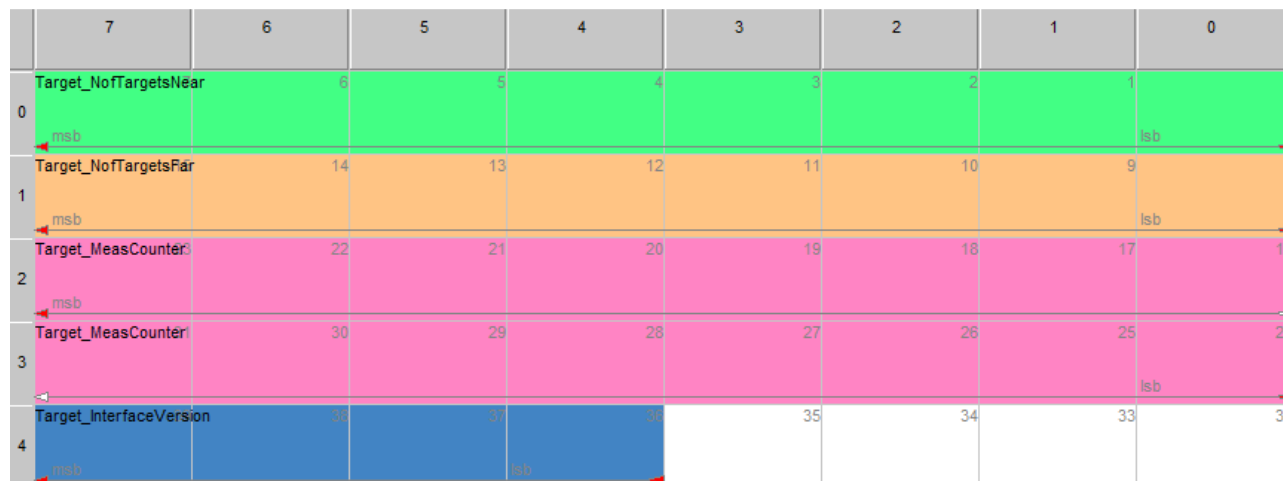 7 6 5 4 3 2 1 0
Target_NofTargetsNear 6 5 4 3 2 1
0
msb lsb
Target_NofTargetsFar 14 13 12 11 10 9
1
msb lsb
Target_MeasCounter 22 21 20 19 18 17
2
msb
Target_MeasCounter 30 29 28 27 26 25
3
lsb
Target_InterfaceVersion 38 37 36 35 34 33
4
msb lsb